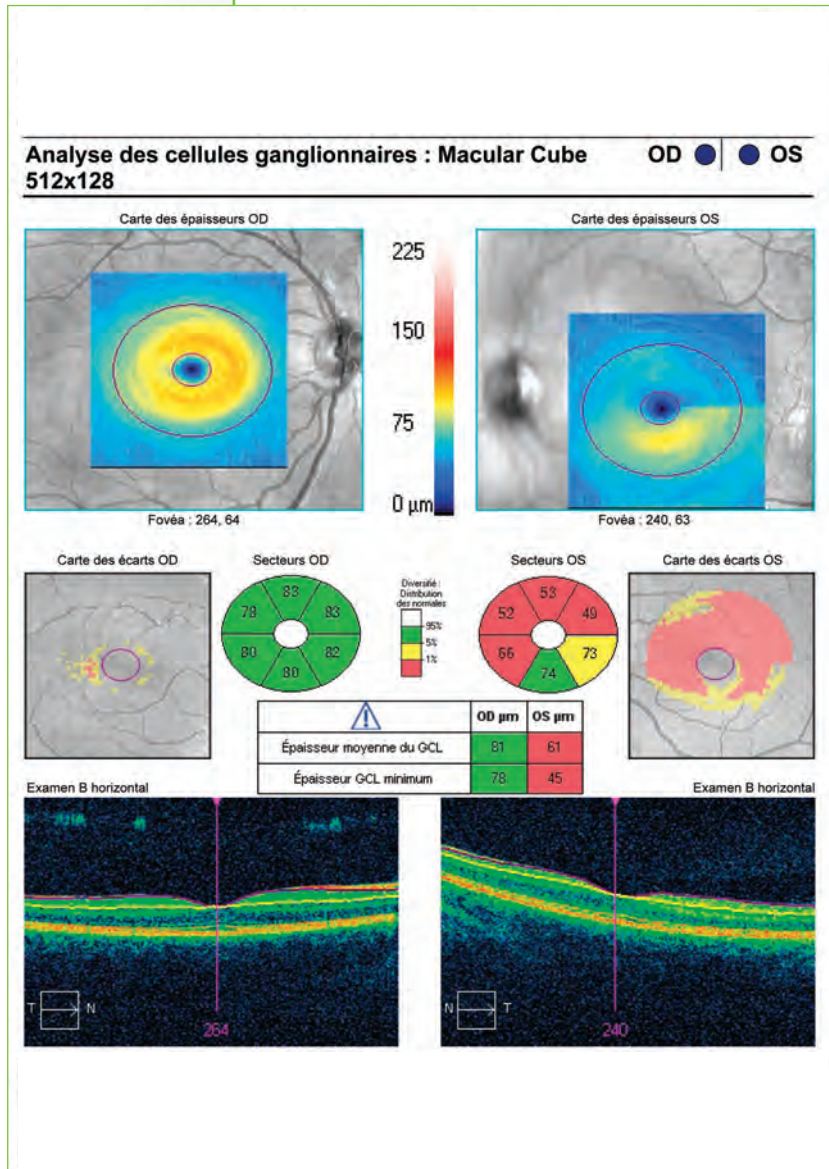 Analyse des cellules ganglionnaires : Macular Cube
512x128
OD
OS
Carte des épaisseurs OD
Carte des épaisseurs OS
225
150
75
0 µm
Fovéa : 264, 64
Fovéa : 240, 63
Carte des écarts OD
Secteurs OD
Secteurs OS
Carte des écarts OS
Diversifié :
Distribution
des normales
95%
5%
1%
83
78
83
80
82
80
53
52
49
66
73
74
OD µm
OS µm
Épaisseur moyenne du GCL
81
61
Épaisseur GCL minimum
78
45
Examen B horizontal
Examen B horizontal
T
N
264
N
T
240